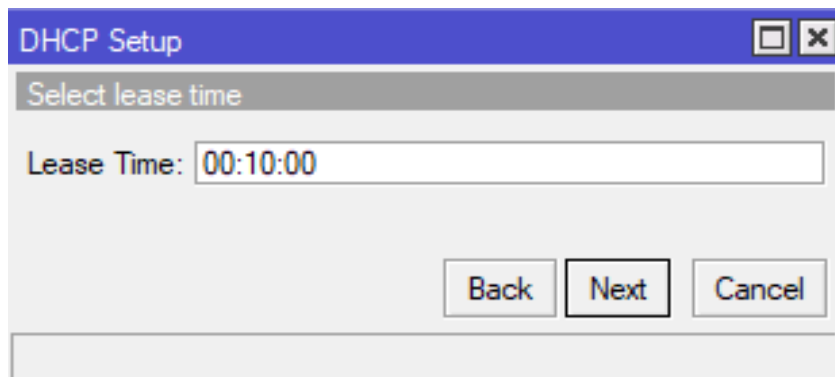 DHCP Setup
Select lease time
Lease Time: 00:10:00
Back Next Cancel